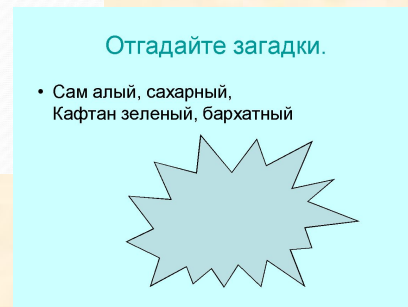 Отгадайте загадки.
• Сам алый, сахарный,
Кафтан зеленый, бархатный